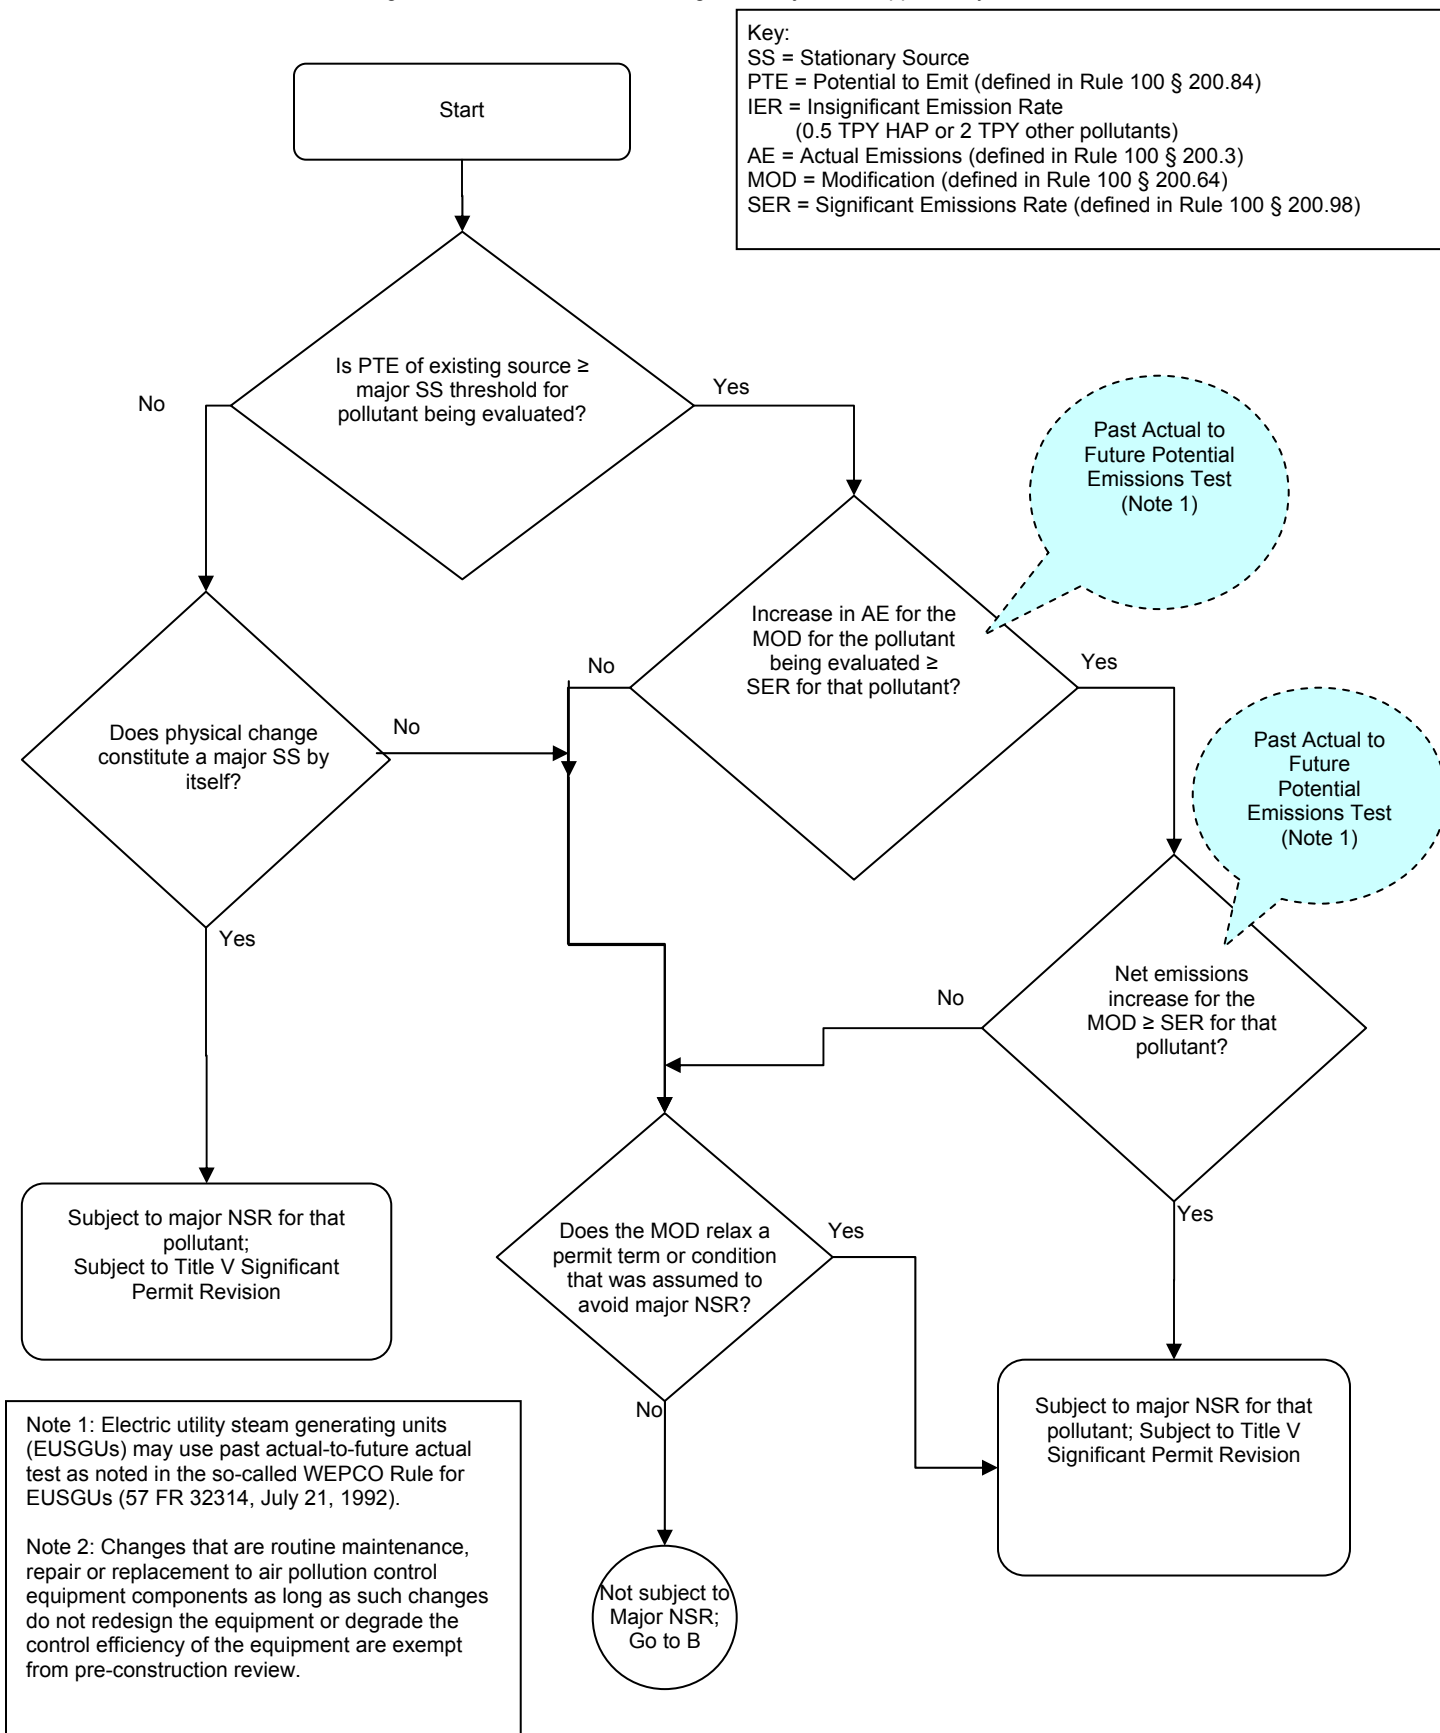 Key:
SS = Stationary Source
PTE = Potential to Emit (defined in Rule 100 § 200.84)
IER = Insignificant Emission Rate
(0.5 TPY HAP or 2 TPY other pollutants)
AE = Actual Emissions (defined in Rule 100 § 200.3)
MOD = Modification (defined in Rule 100 § 200.64)
SER = Significant Emissions Rate (defined in Rule 100 § 200.98)
Start
Is PTE of existing source ≥
major SS threshold for
pollutant being evaluated?
No
Yes
Past Actual to
Future Potential
Emissions Test
(Note 1)
Increase in AE for the
MOD for the pollutant
being evaluated ≥
SER for that pollutant?
No
Yes
Does physical change
constitute a major SS by
itself?
No
Yes
Past Actual to
Future
Potential
Emissions Test
(Note 1)
Net emissions
increase for the
MOD ≥ SER for that
pollutant?
No
Yes
Subject to major NSR for that
pollutant;
Subject to Title V Significant
Permit Revision
Does the MOD relax a
permit term or condition
that was assumed to
avoid major NSR?
Yes
No
Subject to major NSR for that
pollutant; Subject to Title V
Significant Permit Revision
Not subject to
Major NSR;
Go to B
Note 1: Electric utility steam generating units
(EUSGUs) may use past actual-to-future actual
test as noted in the so-called WEPCO Rule for
EUSGUs (57 FR 32314, July 21, 1992).
Note 2: Changes that are routine maintenance,
repair or replacement to air pollution control
equipment components as long as such changes
do not redesign the equipment or degrade the
control efficiency of the equipment are exempt
from pre-construction review.